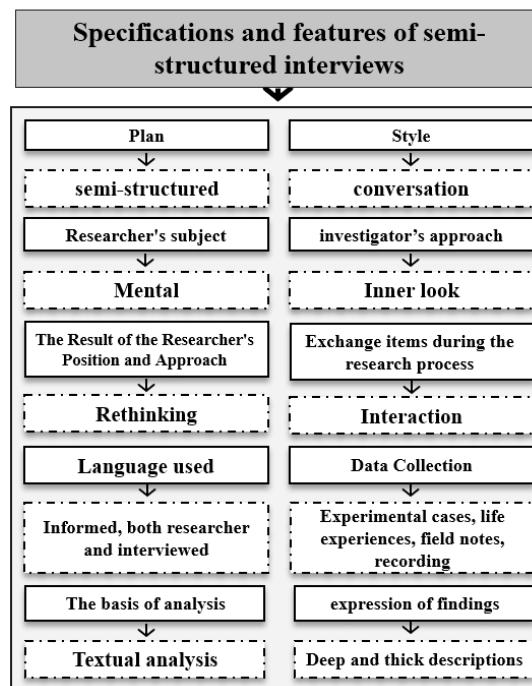 Specifications and features of semi-
structured interviews
Plan
Style
semi-structured
conversation
Researcher's subject
investigator's approach
Mental
Inner look
The Result of the Researcher's
Position and Approach
Exchange items during the
research process
Rethinking
Interaction
Language used
Data Collection
Informed, both researcher
and interviewed
Experimental cases, life
experiences, field notes,
recording
The basis of analysis
expression of findings
Textual analysis
Deep and thick descriptions